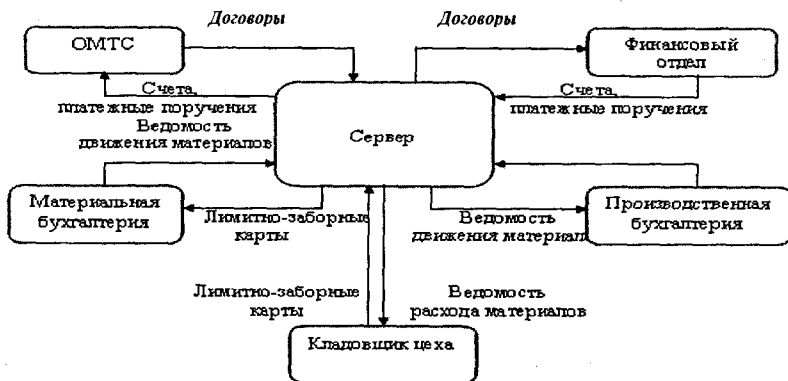 Договоры
Договоры
ОМТС
Финансовый
отдел
Счета,
платежные поручения
Счета,
платежные поручения
Ведомость
движения материалов
Сервер
Материальная
бухгалтерия
Лимитно-заборные
карты
Ведомость
движения материал
Производственная
бухгалтерия
Лимитно-заборные
карты
Ведомость
расхода материалов
Кладовщик цеха